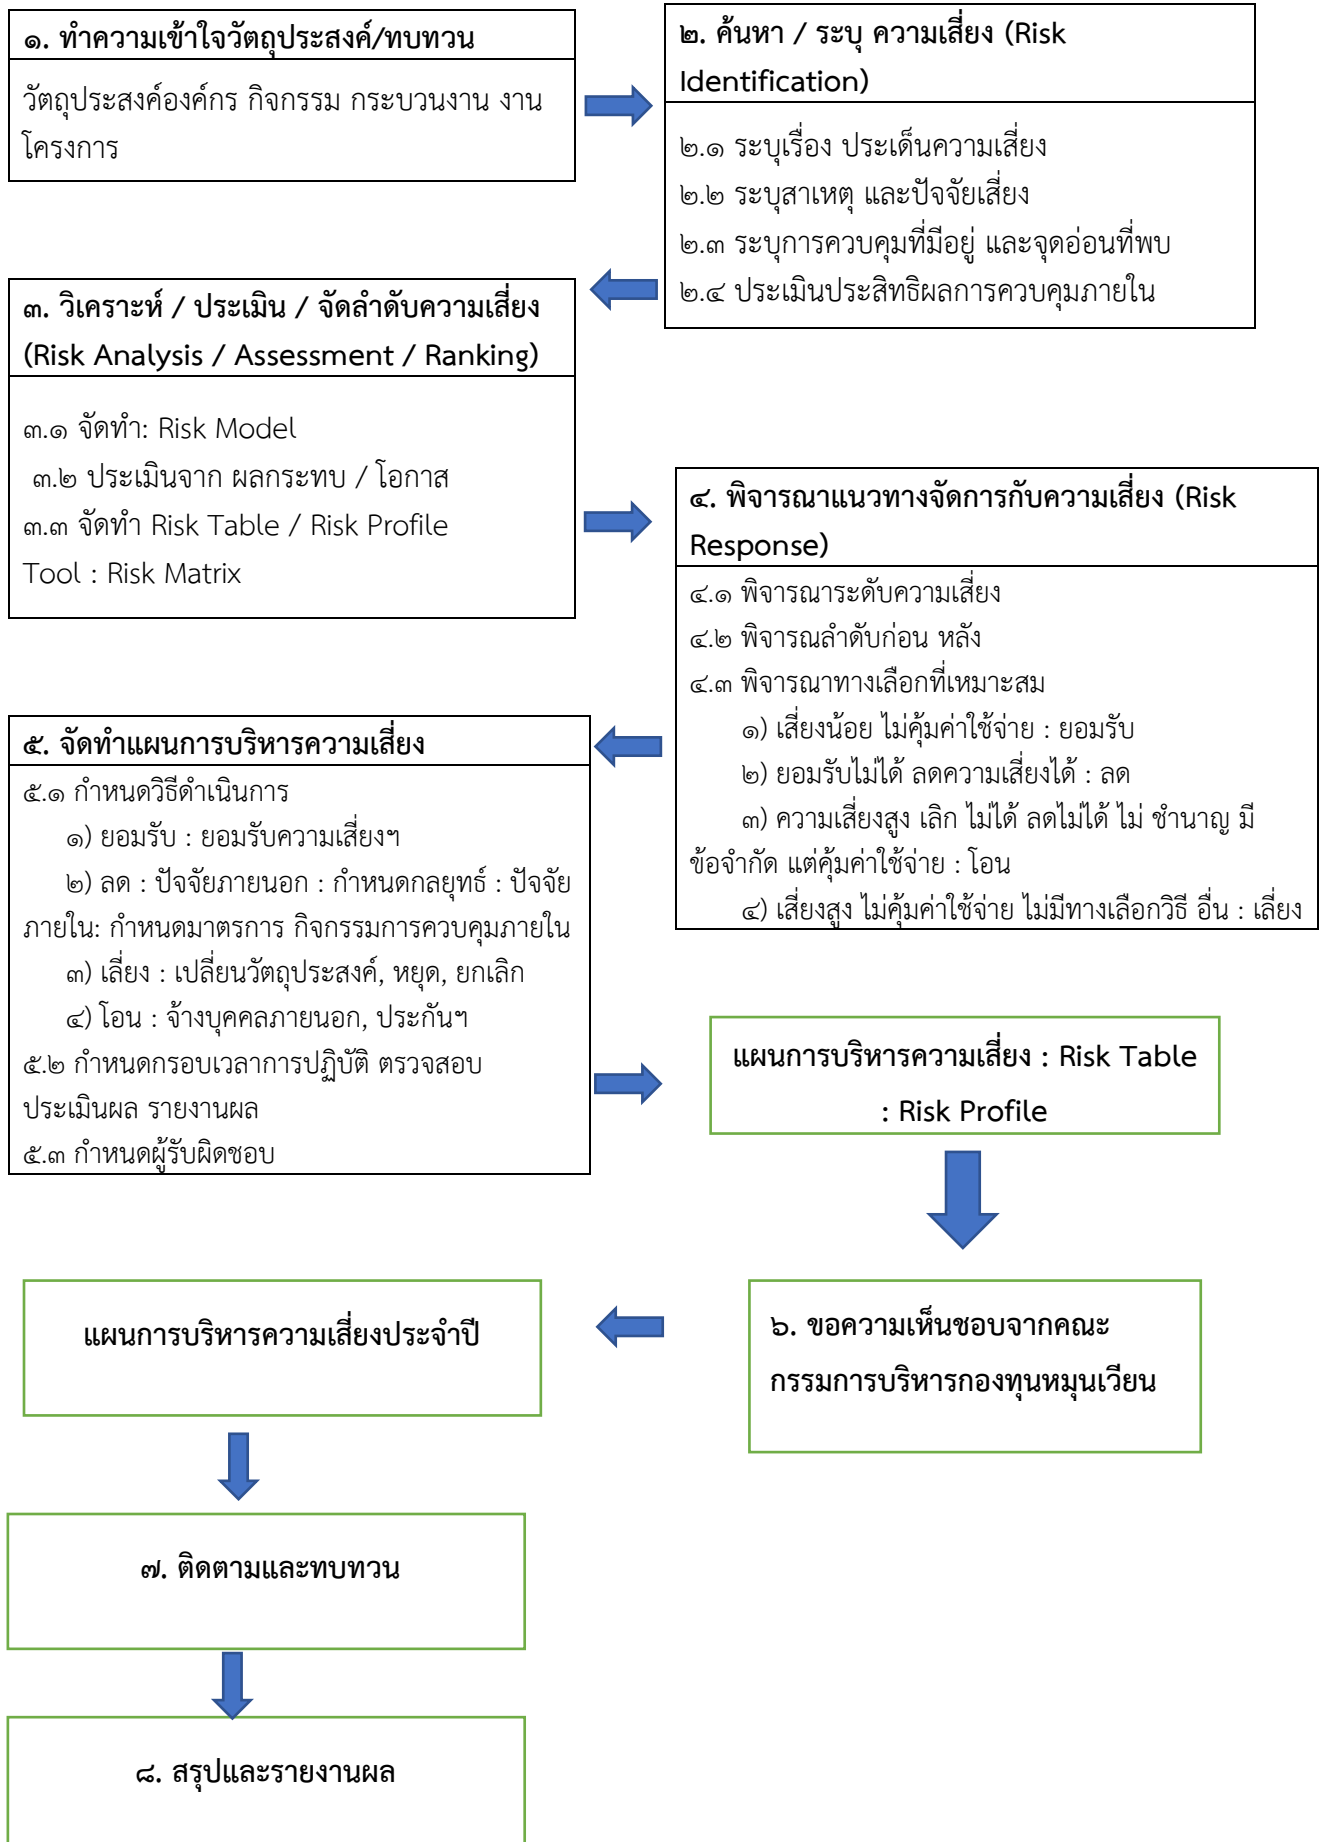 ๑. ทำความเข้าใจวัตถุประสงค์/ทบทวน
วัตถุประสงค์องค์กร กิจกรรม กระบวนงาน งาน
โครงการ
๒. ค้นหา / ระบุ ความเสี่ยง (Risk
Identification)
๒.๑ ระบุเรื่อง ประเด็นความเสี่ยง
๒.๒ ระบุสาเหตุ และปัจจัยเสี่ยง
๒.๓ ระบุการควบคุมที่มีอยู่ และจุดอ่อนที่พบ
๒.๔ ประเมินประสิทธิผลการควบคุมภายใน
๓. วิเคราะห์ / ประเมิน / จัดลำดับความเสี่ยง
(Risk Analysis / Assessment / Ranking)
๓.๑ จัดทำ: Risk Model
๓.๒ ประเมินจาก ผลกระทบ / โอกาส
๓.๓ จัดทำ Risk Table / Risk Profile
Tool : Risk Matrix
๔. พิจารณาแนวทางจัดการกับความเสี่ยง (Risk
Response)
๔.๑ พิจารณาระดับความเสี่ยง
๔.๒ พิจารณลำดับก่อน หลัง
๔.๓ พิจารณาทางเลือกที่เหมาะสม
๑) เสี่ยงน้อย ไม่คุ้มค่าใช้จ่าย : ยอมรับ
๒) ยอมรับไม่ได้ ลดความเสี่ยงได้ : ลด
๓) ความเสี่ยงสูง เลิก ไม่ได้ ลดไม่ได้ ไม่ ชำนาญ มี
ข้อจำกัด แต่คุ้มค่าใช้จ่าย : โอน
๔) เสี่ยงสูง ไม่คุ้มค่าใช้จ่าย ไม่มีทางเลือกวิธี อื่น : เลี่ยง
๕. จัดทำแผนการบริหารความเสี่ยง
๕.๑ กำหนดวิธีดำเนินการ
๑) ยอมรับ : ยอมรับความเสี่ยงฯ
๒) ลด : ปัจจัยภายนอก : กำหนดกลยุทธ์ : ปัจจัย
ภายใน: กำหนดมาตรการ กิจกรรมการควบคุมภายใน
๓) เลี่ยง : เปลี่ยนวัตถุประสงค์, หยุด, ยกเลิก
๔) โอน : จ้างบุคคลภายนอก, ประกันฯ
๕.๒ กำหนดกรอบเวลาการปฏิบัติ ตรวจสอบ
ประเมินผล รายงานผล
๕.๓ กำหนดผู้รับผิดชอบ
แผนการบริหารความเสี่ยง : Risk Table
: Risk Profile
๖. ขอความเห็นชอบจากคณะ
กรรมการบริหารกองทุนหมุนเวียน
แผนการบริหารความเสี่ยงประจำปี
๗. ติดตามและทบทวน
๘. สรุปและรายงานผล